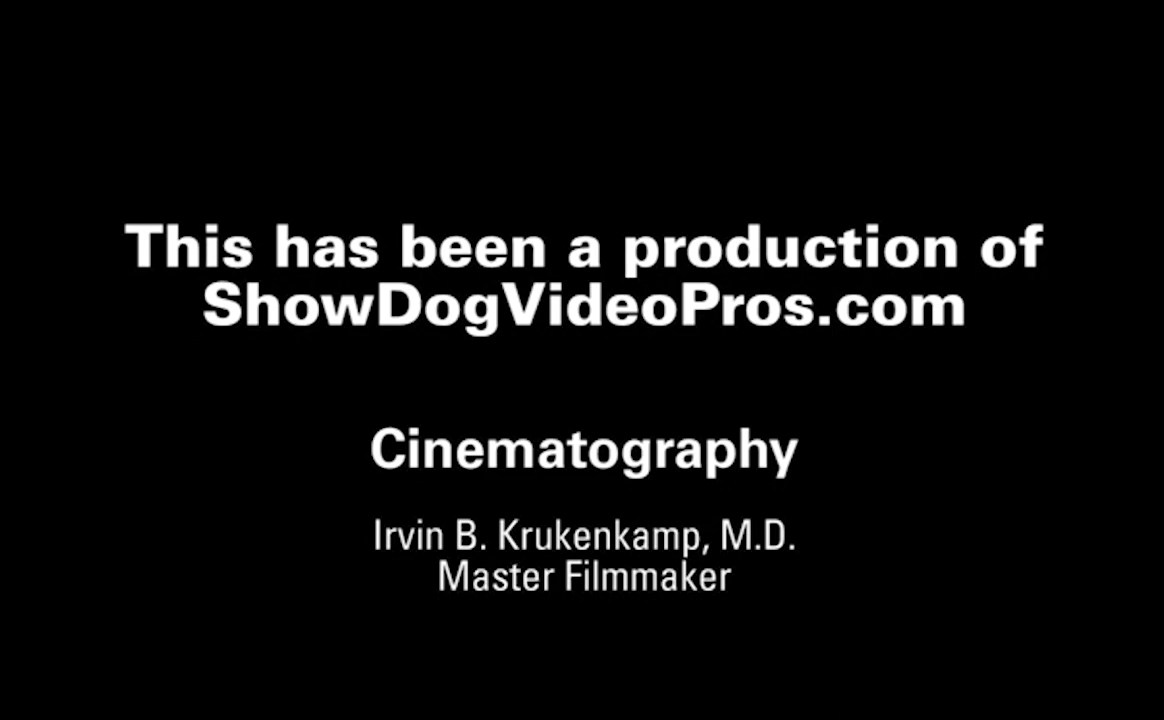 This has been a production of
ShowDogVideoPros.com
Cinematography
Irvin B. Krukenkamp, M.D.
Master Filmmaker